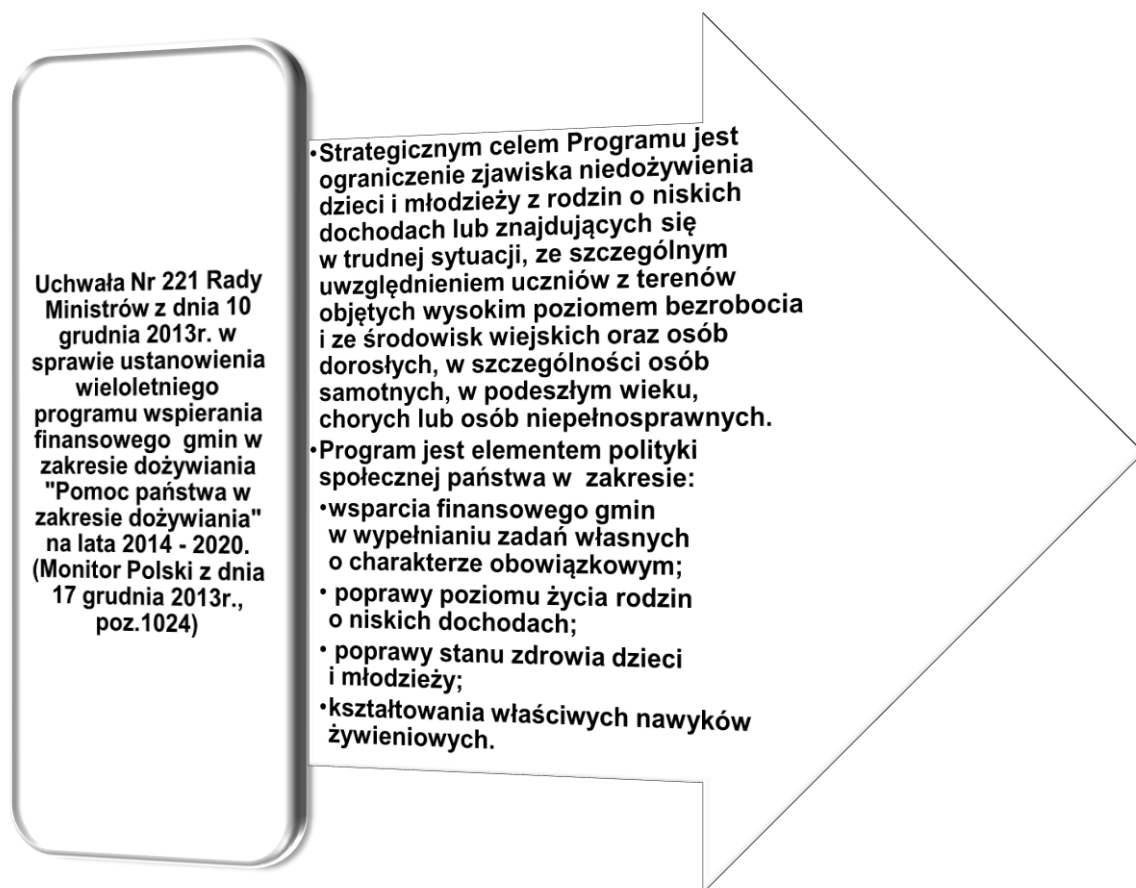 Uchwała Nr 221 Rady
Ministrów z dnia 10
grudnia 2013r. w
sprawie ustanowienia
wieloletniego
programu wspierania
finansowego gmin w
zakresie dożywiania
"Pomoc państwa w
zakresie dożywiania"
na lata 2014 - 2020.
(Monitor Polski z dnia
17 grudnia 2013r.,
poz.1024)
•Strategicznym celem Programu jest
ograniczenie zjawiska niedożywienia
dzieci i młodzieży z rodzin o niskich
dochodach lub znajdujących się
w trudnej sytuacji, ze szczególnym
uwzględnieniem uczniów z terenów
objętych wysokim poziomem bezrobocia
i ze środowisk wiejskich oraz osób
dorosłych, w szczególności osób
samotnych, w podeszłym wieku,
chorych lub osób niepełnosprawnych.
•Program jest elementem polityki
społecznej państwa w zakresie:
•wsparcia finansowego gmin
w wypełnianiu zadań własnych
o charakterze obowiązkowym;
• poprawy poziomu życia rodzin
o niskich dochodach;
• poprawy stanu zdrowia dzieci
i młodzieży;
•kształtowania właściwych nawyków
żywieniowych.